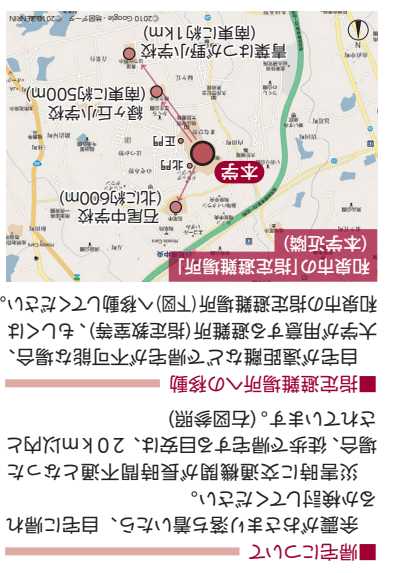 ■帰宅について
余震がおさまり落ち着いたら、自宅に帰れ
るか検討してください。
災害時に交通機関が長時間不通となった
場合、徒歩で帰宅する目安は、20km以内と
されています。(右図参照)
■指定避難場所への移動
自宅が遠距離などで帰宅が不可能な場合、
大学が用意する避難所(指定教室等)、もしくは
和泉市の指定避難場所(下図)へ移動してください。
和泉市の「指定避難場所」
(本学近隣)
石尾中学校
(北に約600m)
本学
北門
正門
緑ケ丘小学校
(南東に約500m)
青葉はつが野小学校
(南東に約1km)
N
©2010 Google - 地図データ ©2010 ZENRIN